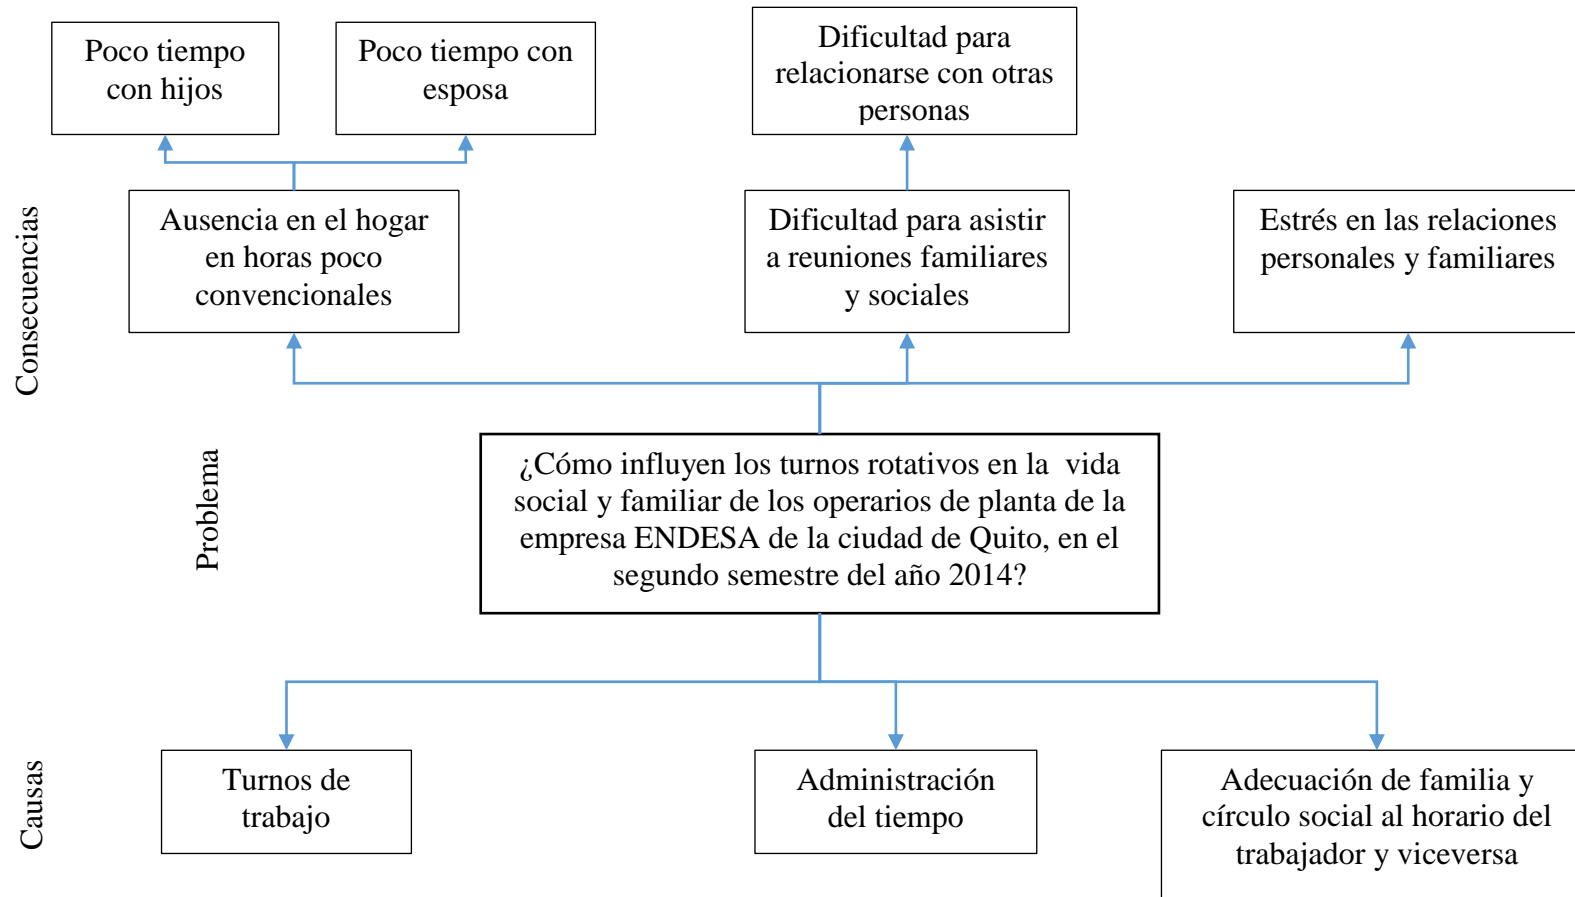 Poco tiempo
con hijos
Poco tiempo con
esposa
Dificultad para
relacionarse con otras
personas
Consecuencias
Ausencia en el hogar
en horas poco
convencionales
Dificultad para asistir
a reuniones familiares
y sociales
Estrés en las relaciones
personales y familiares
Problema
¿Cómo influyen los turnos rotativos en la  vida
social y familiar de los operarios de planta de la
empresa ENDESA de la ciudad de Quito, en el
segundo semestre del año 2014?
Causas
Turnos de
trabajo
Administración
del tiempo
Adecuación de familia y
círculo social al horario del
trabajador y viceversa